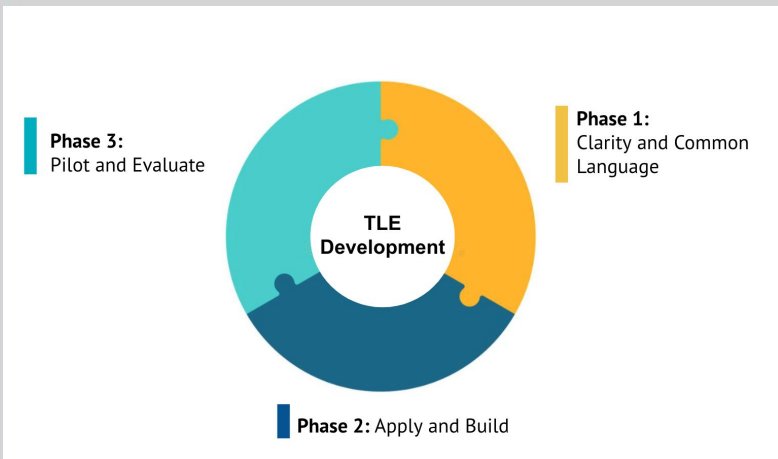 Phase 1:
Clarity and Common
Language
Phase 3:
Pilot and Evaluate
TLE
Development
Phase 2: Apply and Build